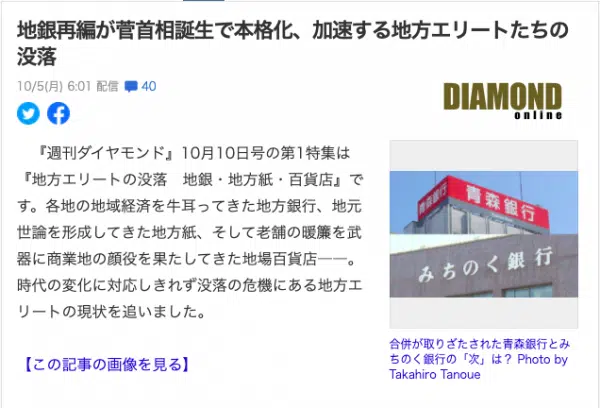 地銀再編が菅首相誕生で本格化、加速する地方エリートたちの
没落
10/5(月) 6:01 配信 40
DIAMOND
online
『週刊ダイヤモンド』10月10日号の第1特集は
『地方エリートの没落　地銀・地方紙・百貨店』で
す。各地の地域経済を牛耳ってきた地方銀行、地元
世論を形成してきた地方紙、そして老舗の暖簾を武
器に商業地の顔役を果たしてきた地場百貨店――。
時代の変化に対応しきれず没落の危機にある地方エ
リートの現状を追いました。
【この記事の画像を見る】
青森銀行
みちのく銀行
合併が取りざたされた青森銀行とみ
ちのく銀行の「次」は？ Photo by
Takahiro Tanoue